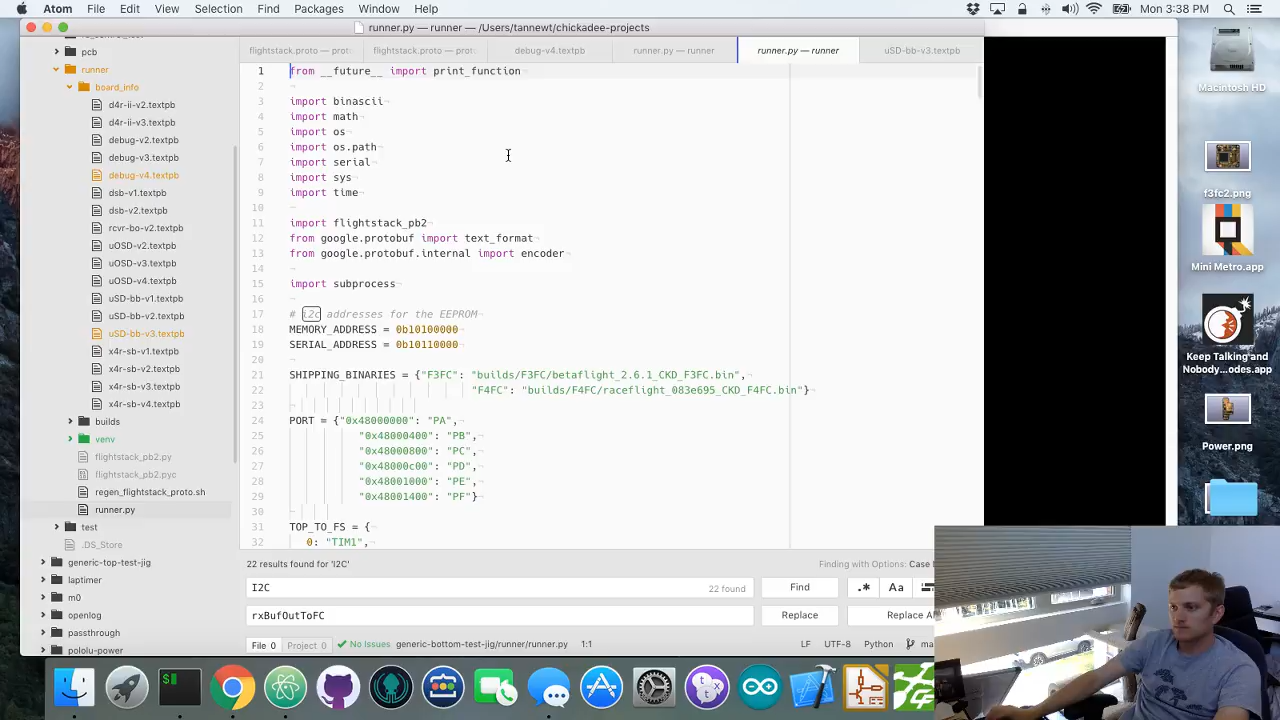 Atom File Edit View Selection Find Packages Window Help Mon 3:38 PM
runner.py — runner — /Users/tannewt/chickadee-projects
flightstack.proto — prot flightstack.proto — prot debug-v4.textpb runner.py — runner runner.py — runner uSD-bb-v3.textpb
pcb
runner
board_info
d4r-ii-v2.textpb
d4r-ii-v3.textpb
debug-v2.textpb
debug-v3.textpb
debug-v4.textpb
dsb-v1.textpb
dsb-v2.textpb
rcvr-bo-v2.textpb
uOSD-v2.textpb
uOSD-v3.textpb
uOSD-v4.textpb
uSD-bb-v1.textpb
uSD-bb-v2.textpb
uSD-bb-v3.textpb
x4r-sb-v1.textpb
x4r-sb-v2.textpb
x4r-sb-v3.textpb
x4r-sb-v4.textpb
builds
venv
flightstack_pb2.py
flightstack_pb2.pyc
regen_flightstack_proto.sh
runner.py
test
.DS_Store
generic-top-test-jig
laptimer
m0
openlog
passthrough
pololu-power
1 from __future__ import print_function
2
3 import binascii
4 import math
5 import os
6 import os.path
7 import serial
8 import sys
9 import time
10
11 import flightstack_pb2
12 from google.protobuf import text_format
13 from google.protobuf.internal import encoder
14
15 import subprocess
16
17 # i2c addresses for the EEPROM
18 MEMORY_ADDRESS = 0b10100000
19 SERIAL_ADDRESS = 0b10110000
20
21 SHIPPING_BINARIES = {"F3FC": "builds/F3FC/betaflight_2.6.1_CKD_F3FC.bin",
22 "F4FC": "builds/F4FC/raceflight_083e695_CKD_F4FC.bin"}
23
24 PORT = {"0x48000000": "PA",
25 "0x48000400": "PB",
26 "0x48000800": "PC",
27 "0x48000c00": "PD",
28 "0x48001000": "PE",
29 "0x48001400": "PF"}
30
31 TOP_TO_FS = {
32 0: "TIM1",
22 results found for 'I2C' Finding with Options: Case
I2C 22 found Find .* Aa
rxBufOutToFC Replace Replace
File 0 Project 0 No Issues generic-bottom-test-jig/runner/runner.py 1:1 LF UTF-8 Python
Macintosh HD
f3fc2.png
Mini Metro.app
Keep Talking and
Nobody...odes.app
Power.png